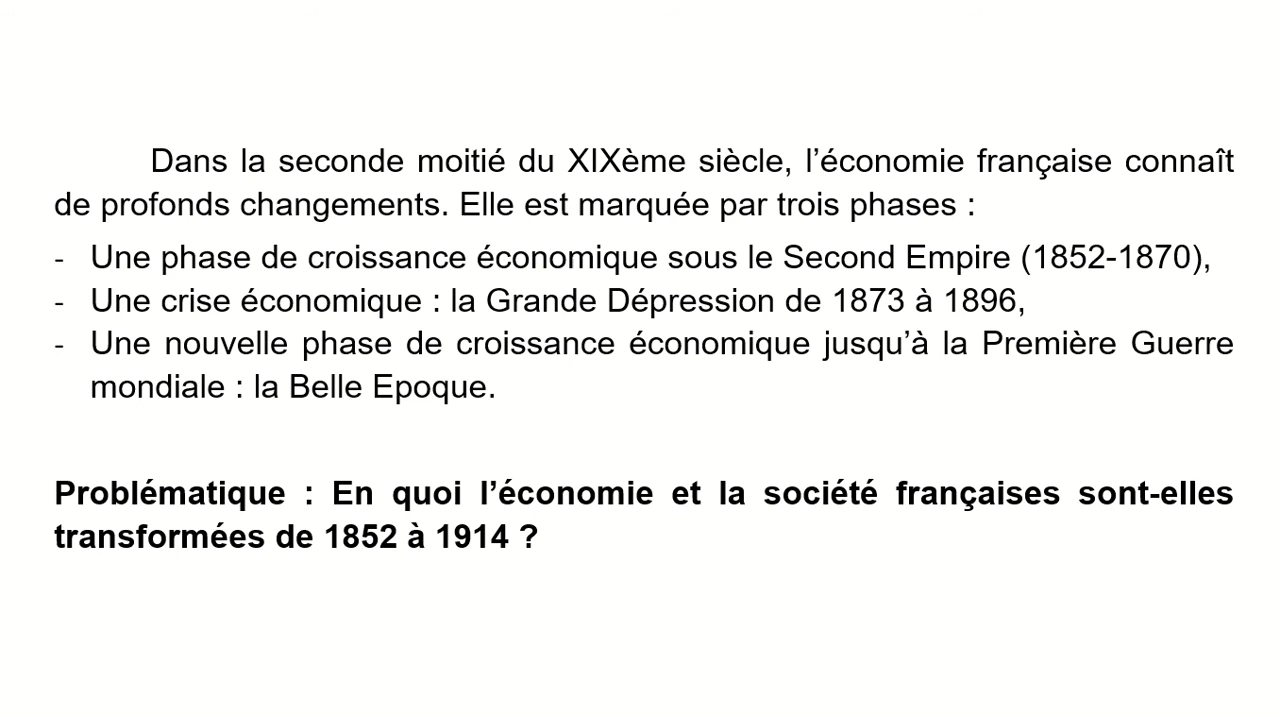 Dans la seconde moitié du XIXème siècle, l’économie française connaît
de profonds changements. Elle est marquée par trois phases :
- Une phase de croissance économique sous le Second Empire (1852-1870),
- Une crise économique : la Grande Dépression de 1873 à 1896,
- Une nouvelle phase de croissance économique jusqu’à la Première Guerre
mondiale : la Belle Epoque.
Problématique : En quoi l’économie et la société françaises sont-elles
transformées de 1852 à 1914 ?